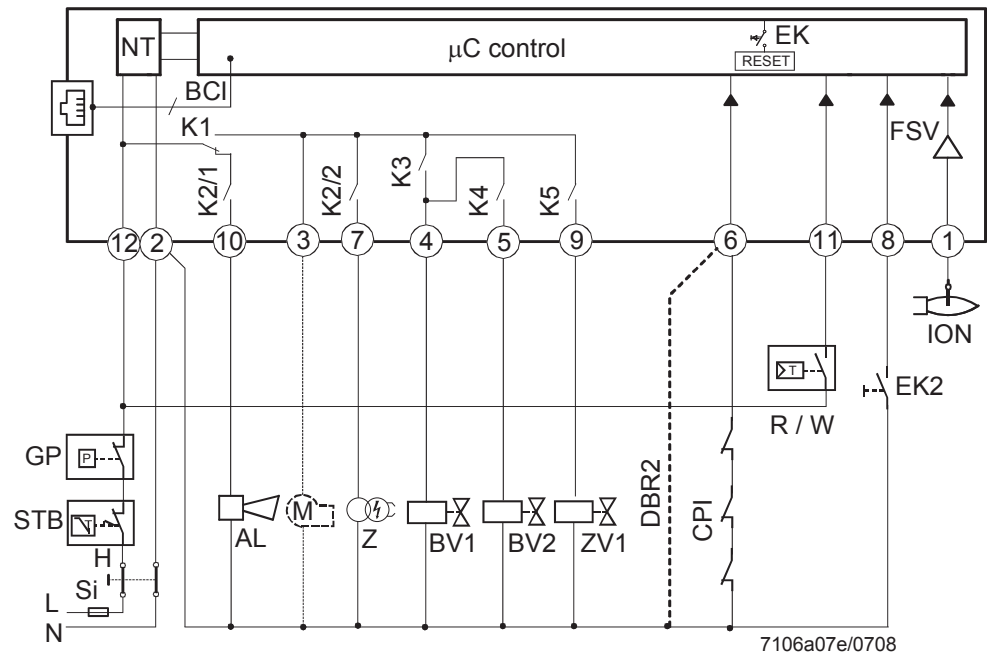 NT
μC control
EK
RESET
BCI
FSV
K1
K2/1
K2/2
K3
K4
K5
12
2
10
3
7
4
5
9
6
11
8
1
ION
T
EK2
R / W
GP
P
DBR2
CPI
STB
T
M
AL
Z
BV1
BV2
ZV1
H
Si
L
N
7106a07e/0708